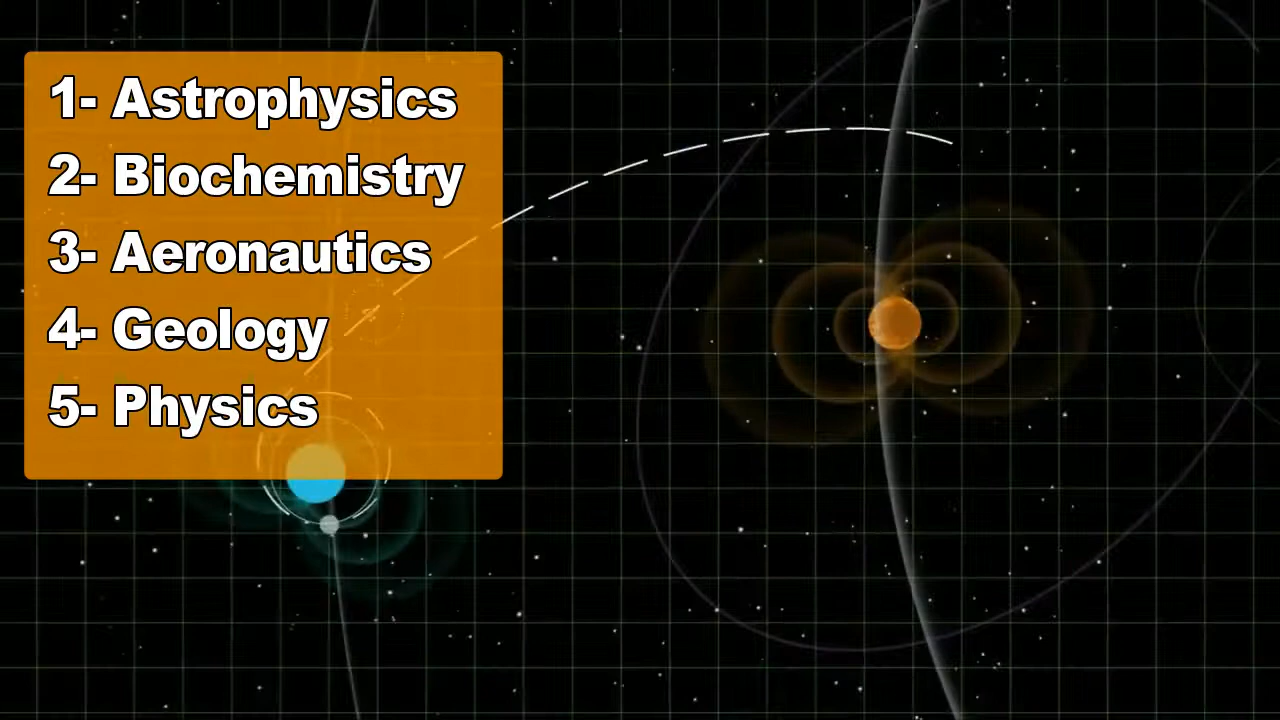 1- Astrophysics
2- Biochemistry
3- Aeronautics
4- Geology
5- Physics